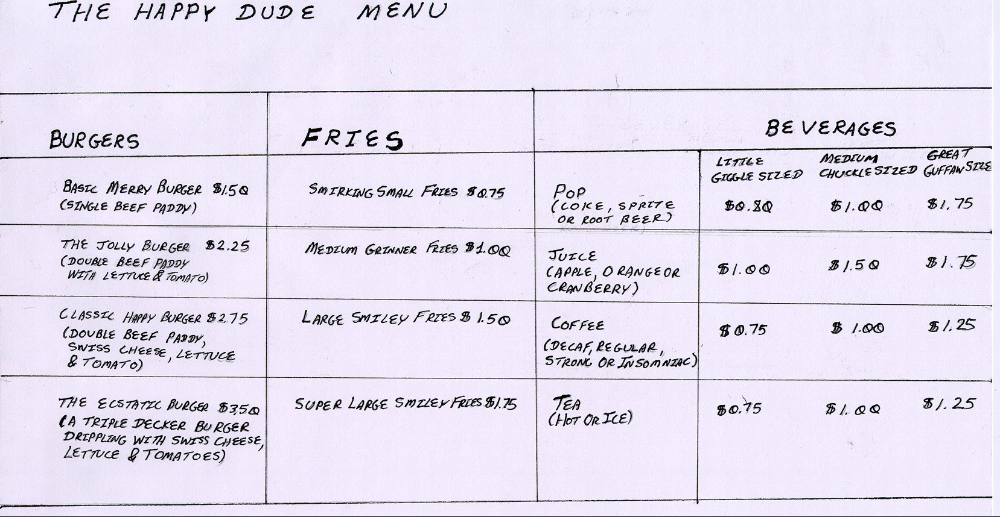 THE HAPPY DUDE MENU
BURGERS
BASIC MERRY BURGER $1.50
(SINGLE BEEF PADDY)
THE JOLLY BURGER $2.25
(DOUBLE BEEF PADDY
WITH LETTUCE & TOMATO)
CLASSIC HAPPY BURGER $2.75
(DOUBLE BEEF PADDY,
SWISS CHEESE, LETTUCE
& TOMATO)
THE ECSTATIC BURGER $3.50
(A TRIPLE DECKER BURGER
DRIPPLING WITH SWISS CHEESE,
LETTUCE & TOMATOES)
FRIES
SMIRKING SMALL FRIES $0.75
MEDIUM GRINNER FRIES $1.00
LARGE SMILEY FRIES $1.50
SUPER LARGE SMILEY FRIES $1.75
BEVERAGES
LITTLE
GIGGLE SIZED
MEDIUM
CHUCKLE SIZED
GREAT
GUFFAW SIZE
POP
(COKE, SPRITE
OR ROOT BEER)
$0.80 $1.00 $1.75
JUICE
(APPLE, ORANGE OR
CRANBERRY)
$1.00 $1.50 $1.75
COFFEE
(DECAF, REGULAR,
STRONG OR INSOMNIAC)
$0.75 $1.00 $1.25
TEA
(HOT OR ICE)
$0.75 $1.00 $1.25